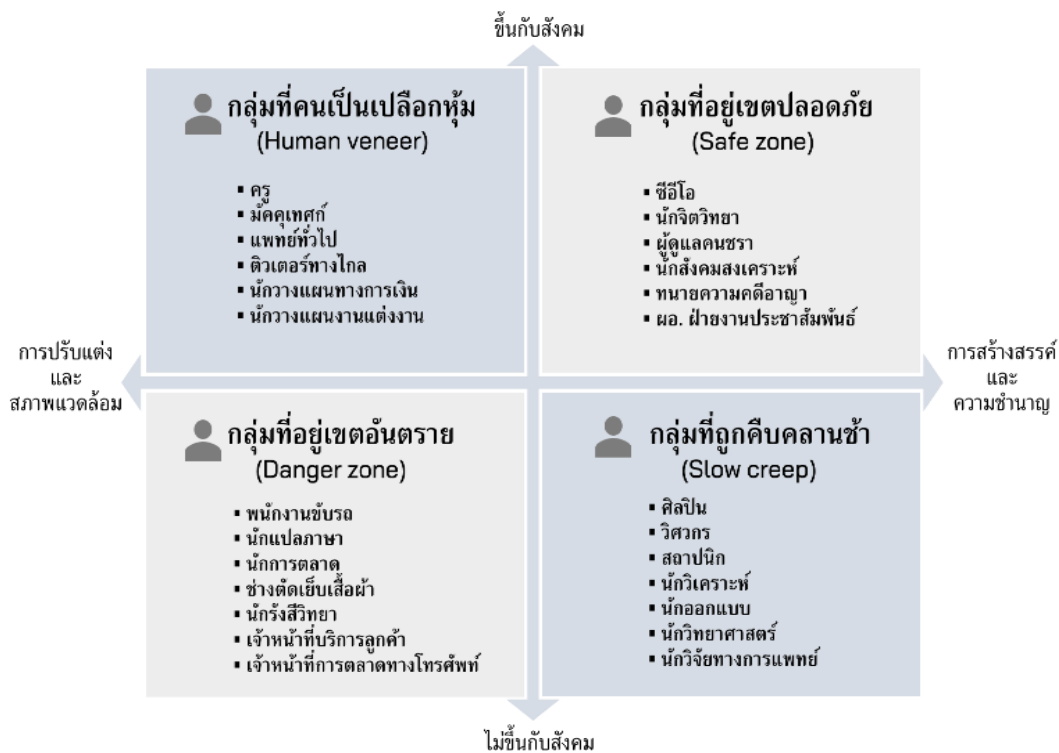 ขึ้นกับสังคม
กลุ่มที่คนเป็นเปลือกหุ้ม
(Human veneer)
▪ ครู
▪ มัคคุเทศก์
▪ แพทย์ทั่วไป
▪ ติวเตอร์ทางไกล
▪ นักวางแผนทางการเงิน
▪ นักวางแผนงานแต่งงาน
กลุ่มที่อยู่เขตปลอดภัย
(Safe zone)
▪ ซีอีโอ
▪ นักจิตวิทยา
▪ ผู้ดูแลคนชรา
▪ นักสังคมสงเคราะห์
▪ ทนายความคดีอาญา
▪ ผอ. ฝ่ายงานประชาสัมพันธ์
การปรับแต่ง
และ
สภาพแวดล้อม
การสร้างสรรค์
และ
ความชำนาญ
กลุ่มที่อยู่เขตอันตราย
(Danger zone)
▪ พนักงานขับรถ
▪ นักแปลภาษา
▪ นักการตลาด
▪ ช่างตัดเย็บเสื้อผ้า
▪ นักรังสีวิทยา
▪ เจ้าหน้าที่บริการลูกค้า
▪ เจ้าหน้าที่การตลาดทางโทรศัพท์
กลุ่มที่ถูกคืบคลานช้า
(Slow creep)
▪ ศิลปิน
▪ วิศวกร
▪ สถาปนิก
▪ นักวิเคราะห์
▪ นักออกแบบ
▪ นักวิทยาศาสตร์
▪ นักวิจัยทางการแพทย์
ไม่ขึ้นกับสังคม